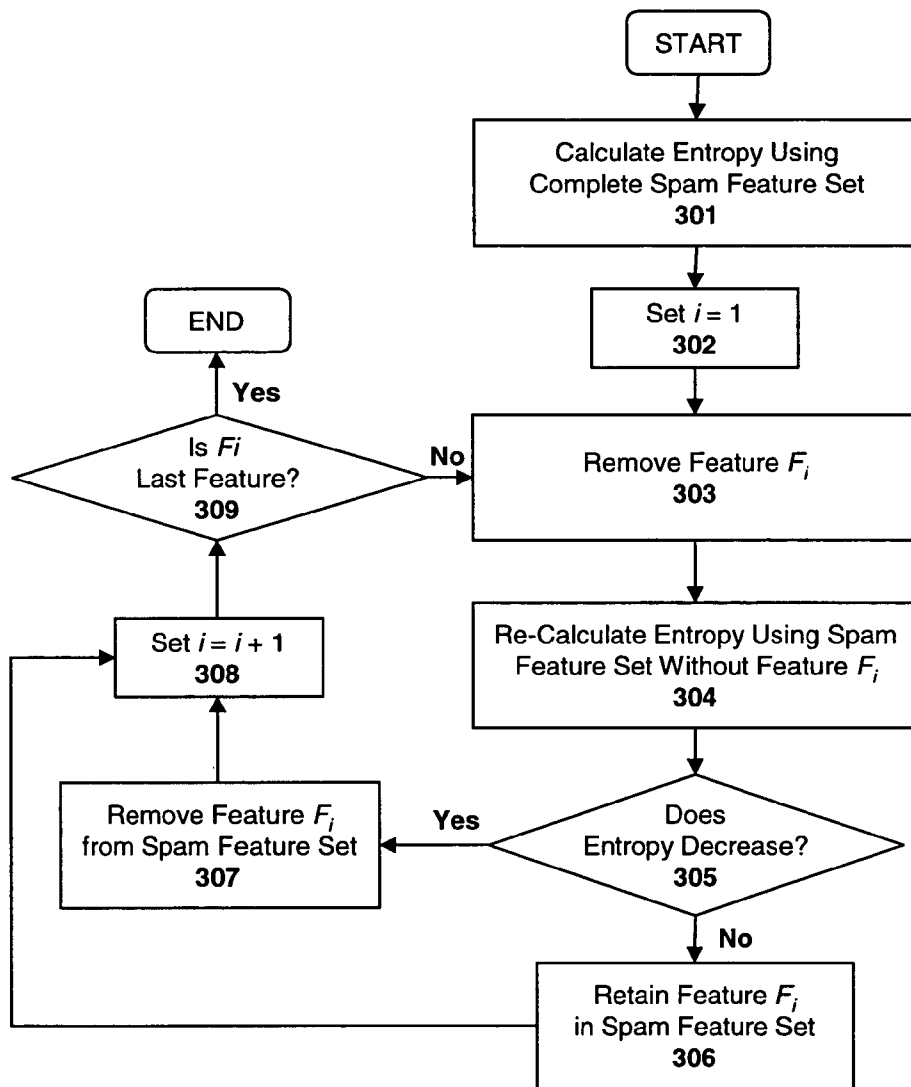 START
Calculate Entropy Using
Complete Spam Feature Set
301
Set i = 1
302
Remove Feature Fi
303
Re-Calculate Entropy Using Spam
Feature Set Without Feature Fi
304
Does
Entropy Decrease?
305
Yes
No
Retain Feature Fi
in Spam Feature Set
306
Remove Feature Fi
from Spam Feature Set
307
Set i = i + 1
308
Is Fi
Last Feature?
309
No
Yes
END